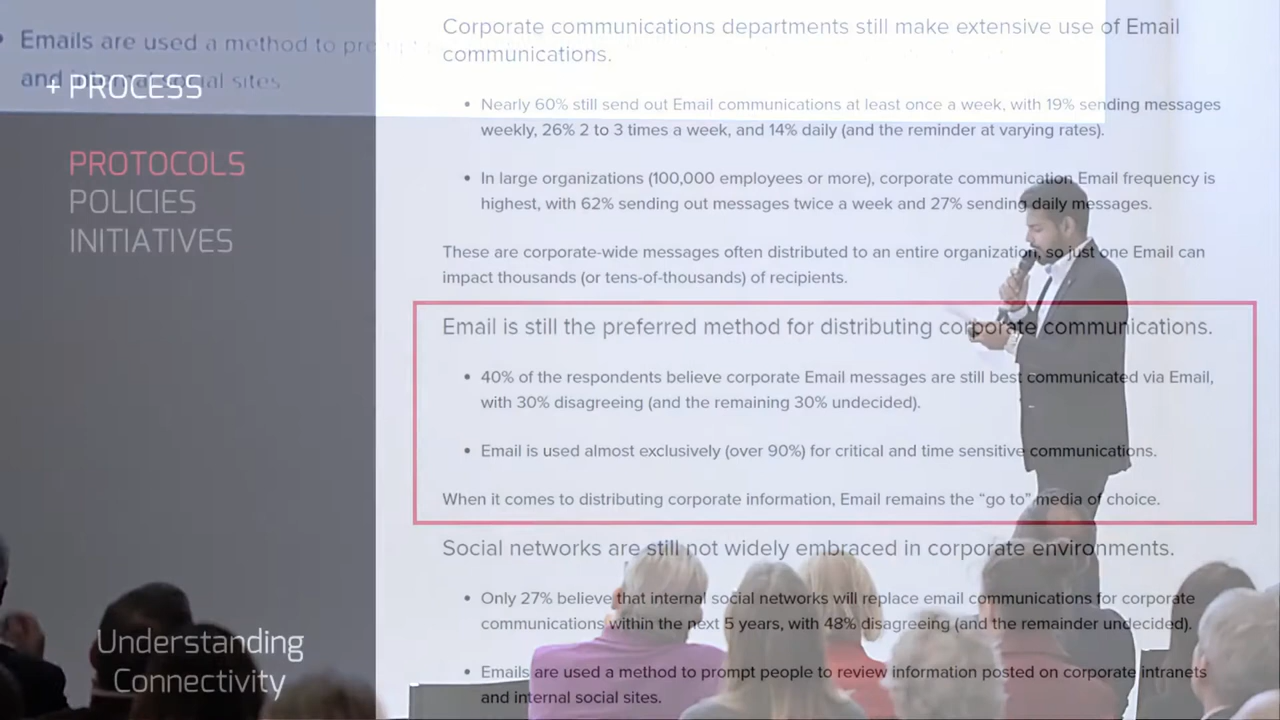 • Emails are used a method to
and internal social sites
+ PROCESS
PROTOCOLS
POLICIES
INITIATIVES
Understanding
Connectivity
Corporate communications departments still make extensive use of Email
communications.
• Nearly 60% still send out Email communications at least once a week, with 19% sending messages
weekly, 26% 2 to 3 times a week, and 14% daily (and the reminder at varying rates).
• In large organizations (100,000 employees or more), corporate communication Email frequency is
highest, with 62% sending out messages twice a week and 27% sending daily messages.
These are corporate-wide messages often distributed to an entire organization, so just one Email can
impact thousands (or tens-of-thousands) of recipients.
Email is still the preferred method for distributing corporate communications.
• 40% of the respondents believe corporate Email messages are still best communicated via Email,
with 30% disagreeing (and the remaining 30% undecided).
• Email is used almost exclusively (over 90%) for critical and time sensitive communications.
When it comes to distributing corporate information, Email remains the “go to” media of choice.
Social networks are still not widely embraced in corporate environments.
• Only 27% believe that internal social networks will replace email communications for corporate
communications within the next 5 years, with 48% disagreeing (and the remainder undecided).
• Emails are used a method to prompt people to review information posted on corporate intranets
and internal social sites.